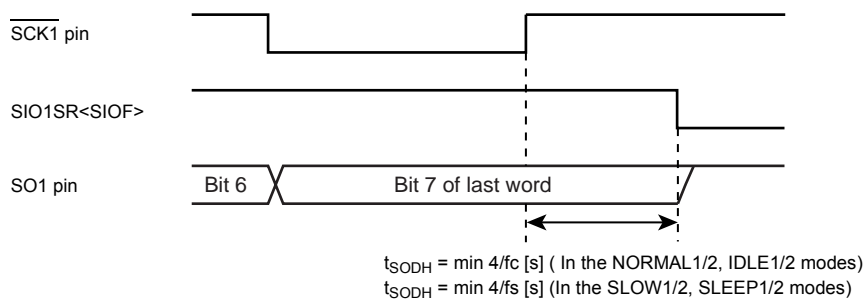 SCK1 pin
SIO1SR<SIOF>
SO1 pin
Bit 6
Bit 7 of last word
tSODH = min 4/fc [s] ( In the NORMAL1/2, IDLE1/2 modes)
tSODH = min 4/fs [s] (In the SLOW1/2, SLEEP1/2 modes)